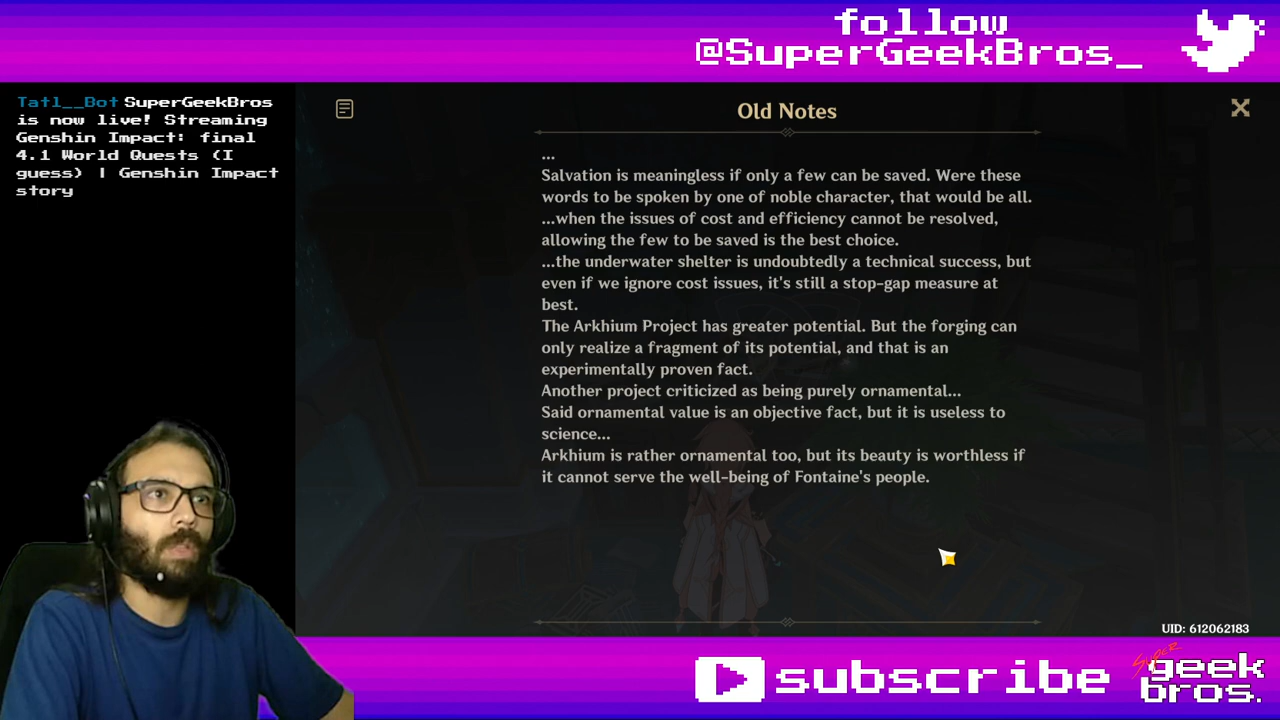 follow
@SuperGeekBros_
Tatl__Bot SuperGeekBros
is now live! Streaming
Genshin Impact: final
4.1 World Quests (I
guess) | Genshin Impact
story
Old Notes
...
Salvation is meaningless if only a few can be saved. Were these
words to be spoken by one of noble character, that would be all.
...when the issues of cost and efficiency cannot be resolved,
allowing the few to be saved is the best choice.
...the underwater shelter is undoubtedly a technical success, but
even if we ignore cost issues, it's still a stop-gap measure at
best.
The Arkhium Project has greater potential. But the forging can
only realize a fragment of its potential, and that is an
experimentally proven fact.
Another project criticized as being purely ornamental...
Said ornamental value is an objective fact, but it is useless to
science...
Arkhium is rather ornamental too, but its beauty is worthless if
it cannot serve the well-being of Fontaine's people.
UID: 612062183
subscribe
super
geek
bros.